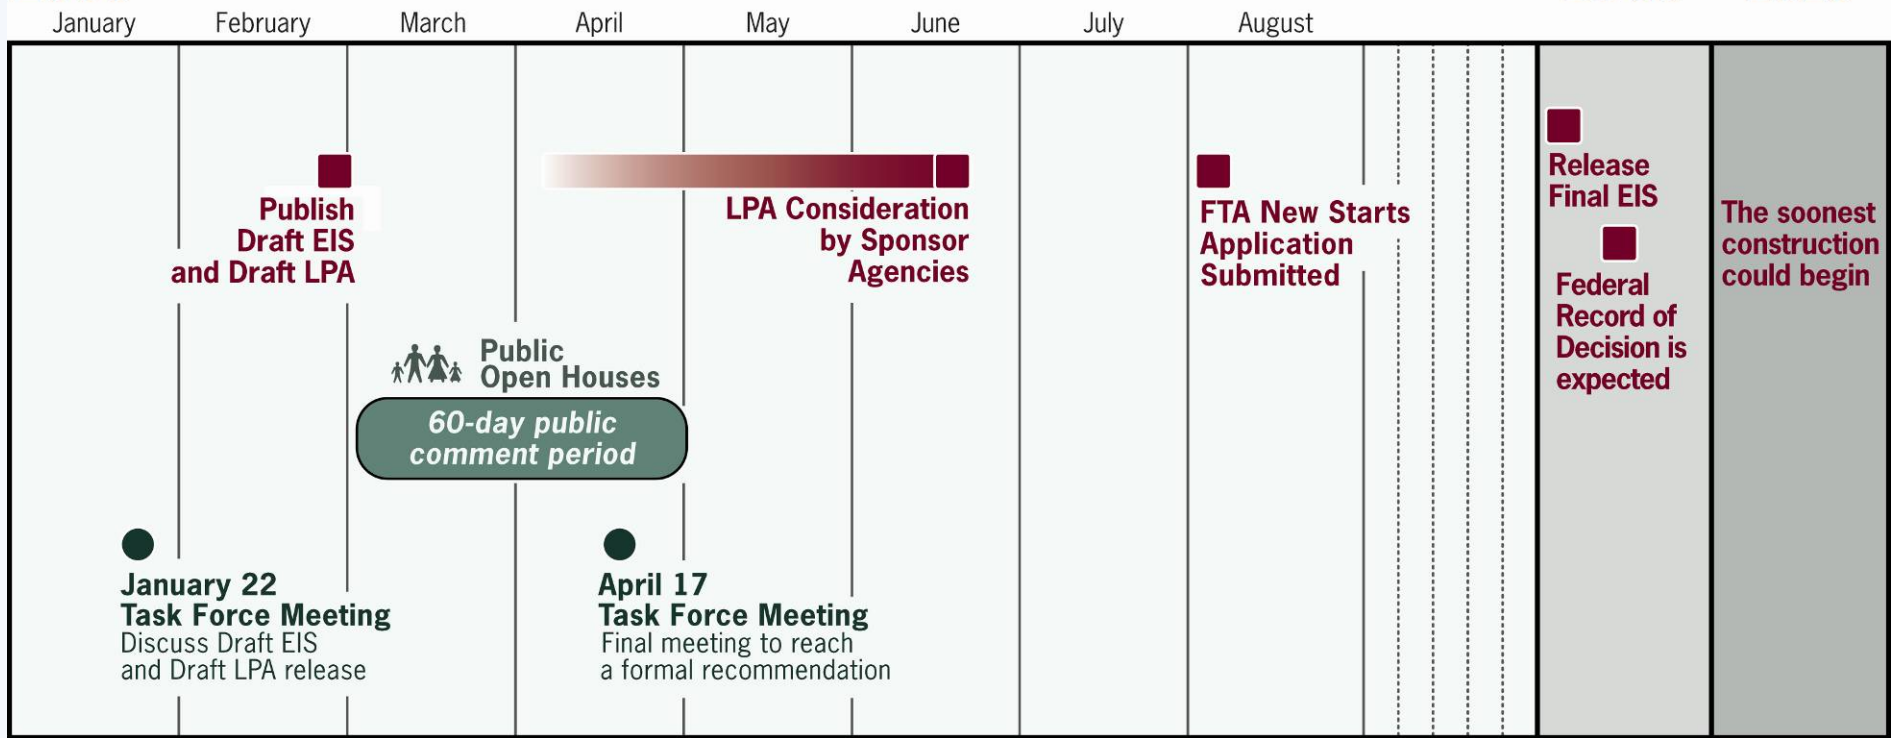 January February March April May June July August
Publish
Draft EIS
and Draft LPA
LPA Consideration
by Sponsor
Agencies
FTA New Starts
Application
Submitted
Release
Final EIS
Federal
Record of
Decision is
expected
The soonest
construction
could begin
Public
Open Houses
60-day public
comment period
January 22
Task Force Meeting
Discuss Draft EIS
and Draft LPA release
April 17
Task Force Meeting
Final meeting to reach
a formal recommendation